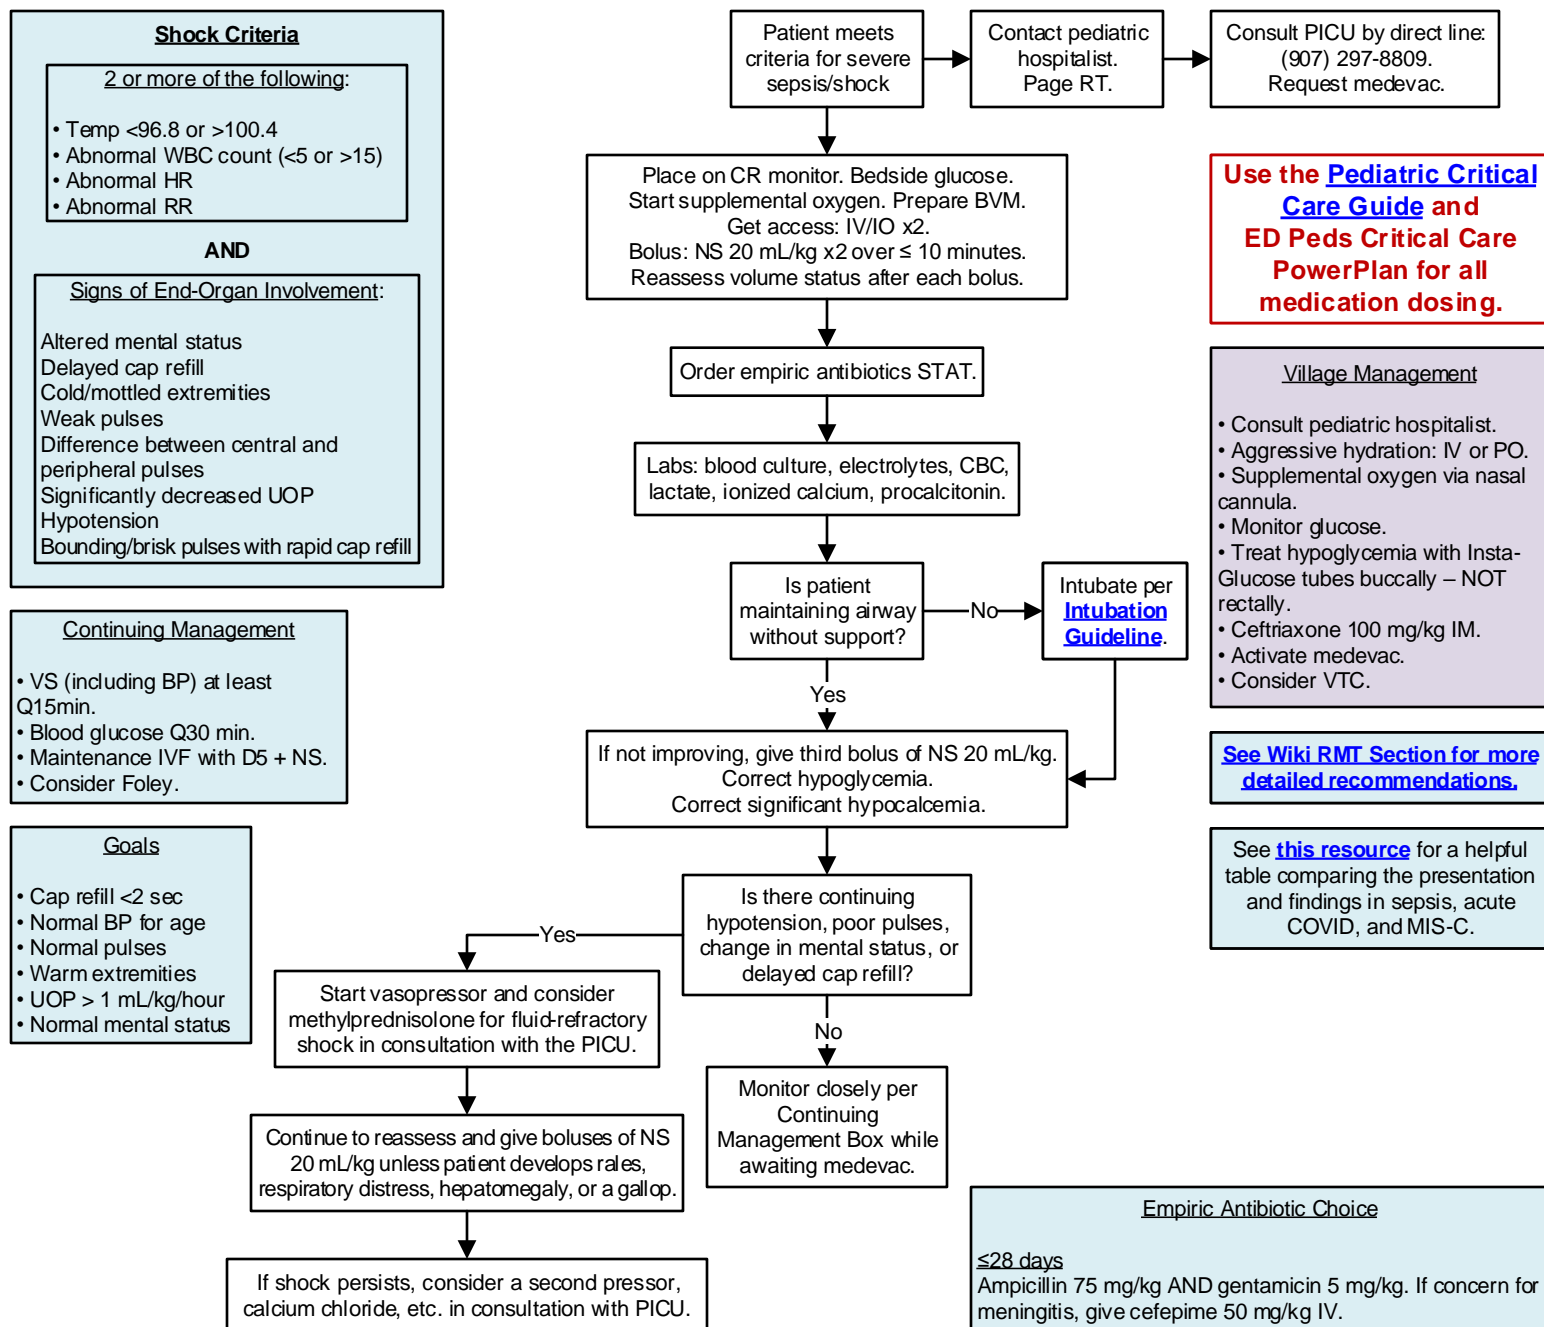 Shock Criteria
2 or more of the following:
• Temp <96.8 or >100.4
• Abnormal WBC count (<5 or >15)
• Abnormal HR
• Abnormal RR
AND
Signs of End-Organ Involvement:
Altered mental status
Delayed cap refill
Cold/mottled extremities
Weak pulses
Difference between central and
peripheral pulses
Significantly decreased UOP
Hypotension
Bounding/brisk pulses with rapid cap refill
Continuing Management
• VS (including BP) at least
Q15min.
• Blood glucose Q30 min.
• Maintenance IVF with D5 + NS.
• Consider Foley.
Goals
• Cap refill <2 sec
• Normal BP for age
• Normal pulses
• Warm extremities
• UOP > 1 mL/kg/hour
• Normal mental status
Patient meets
criteria for severe
sepsis/shock
Contact pediatric
hospitalist.
Page RT.
Consult PICU by direct line:
(907) 297-8809.
Request medevac.
Place on CR monitor. Bedside glucose.
Start supplemental oxygen. Prepare BVM.
Get access: IV/IO x2.
Bolus: NS 20 mL/kg x2 over ≤ 10 minutes.
Reassess volume status after each bolus.
Order empiric antibiotics STAT.
Labs: blood culture, electrolytes, CBC,
lactate, ionized calcium, procalcitonin.
Is patient
maintaining airway
without support?
No
Intubate per
Intubation
Guideline.
Yes
If not improving, give third bolus of NS 20 mL/kg.
Correct hypoglycemia.
Correct significant hypocalcemia.
Is there continuing
hypotension, poor pulses,
change in mental status, or
delayed cap refill?
Yes
Start vasopressor and consider
methylprednisolone for fluid-refractory
shock in consultation with the PICU.
No
Monitor closely per
Continuing
Management Box while
awaiting medevac.
Continue to reassess and give boluses of NS
20 mL/kg unless patient develops rales,
respiratory distress, hepatomegaly, or a gallop.
If shock persists, consider a second pressor,
calcium chloride, etc. in consultation with PICU.
Use the Pediatric Critical
Care Guide and
ED Peds Critical Care
PowerPlan for all
medication dosing.
Village Management
• Consult pediatric hospitalist.
• Aggressive hydration: IV or PO.
• Supplemental oxygen via nasal
cannula.
• Monitor glucose.
• Treat hypoglycemia with Insta-
Glucose tubes buccally – NOT
rectally.
• Ceftriaxone 100 mg/kg IM.
• Activate medevac.
• Consider VTC.
See Wiki RMT Section for more
detailed recommendations.
See this resource for a helpful
table comparing the presentation
and findings in sepsis, acute
COVID, and MIS-C.
Empiric Antibiotic Choice
≤28 days
Ampicillin 75 mg/kg AND gentamicin 5 mg/kg. If concern for
meningitis, give cefepime 50 mg/kg IV.